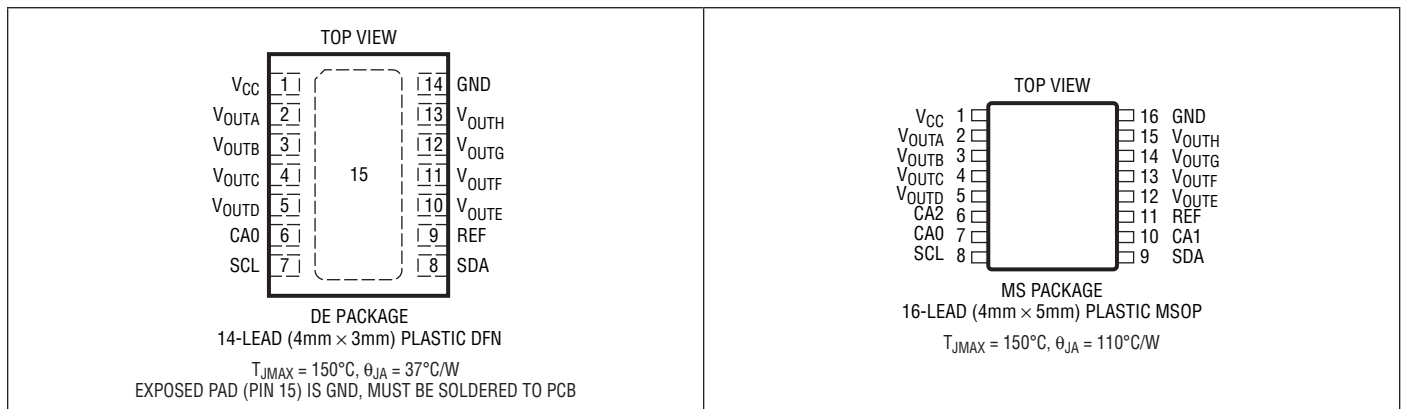 TOP VIEW
VCC 1 14 GND
VOUTA 2 13 VOUTH
VOUTB 3 12 VOUTG
VOUTC 4 15 11 VOUTF
VOUTD 5 10 VOUTE
CA0 6 9 REF
SCL 7 8 SDA
DE PACKAGE
14-LEAD (4mm × 3mm) PLASTIC DFN
TJMAX = 150°C, θJA = 37°C/W
EXPOSED PAD (PIN 15) IS GND, MUST BE SOLDERED TO PCB
TOP VIEW
VCC 1 16 GND
VOUTA 2 15 VOUTH
VOUTB 3 14 VOUTG
VOUTC 4 13 VOUTF
VOUTD 5 12 VOUTE
CA2 6 11 REF
CA0 7 10 CA1
SCL 8 9 SDA
MS PACKAGE
16-LEAD (4mm × 5mm) PLASTIC MSOP
TJMAX = 150°C, θJA = 110°C/W